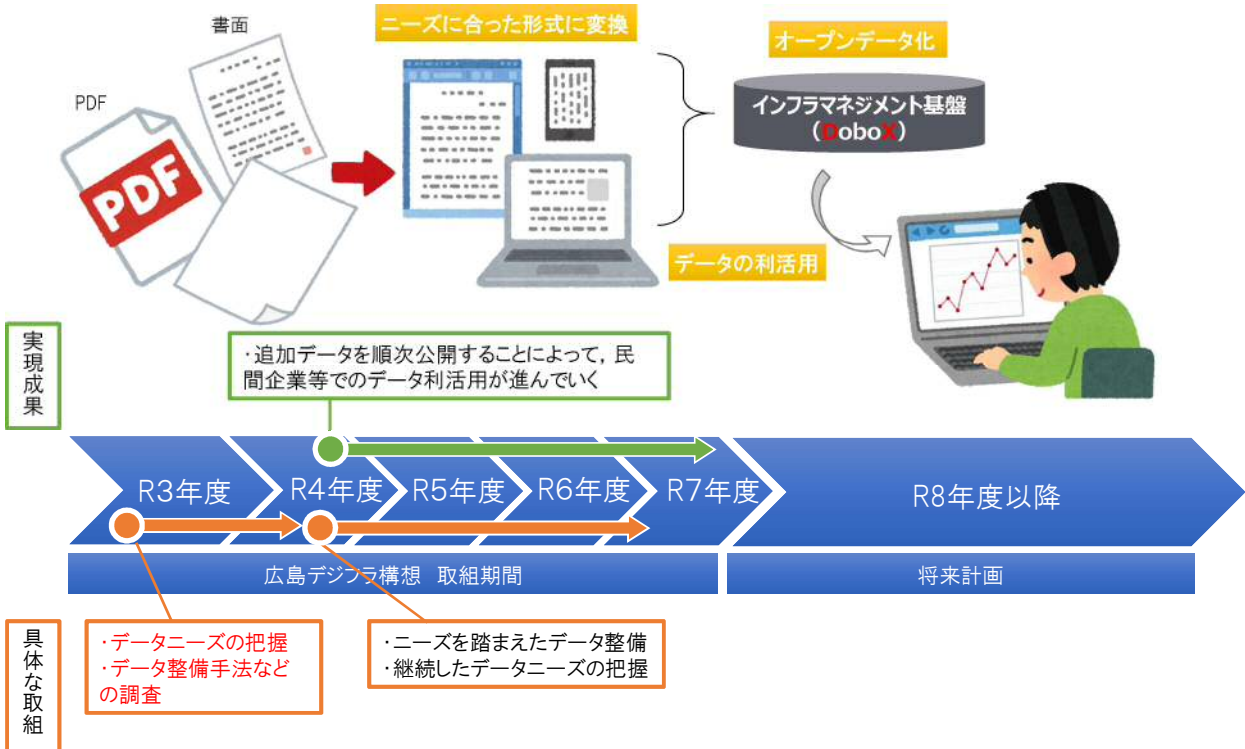 書面
PDF
PDF
ニーズに合った形式に変換
オープンデータ化
インフラマネジメント基盤
(DoboX)
データの利活用
実現成果
・追加データを順次公開することによって，民
間企業等でのデータ利活用が進んでいく
R3年度
R4年度
R5年度
R6年度
R7年度
R8年度以降
広島デジフラ構想 取組期間
将来計画
具体な取組
・データニーズの把握
・データ整備手法など
の調査
・ニーズを踏まえたデータ整備
・継続したデータニーズの把握